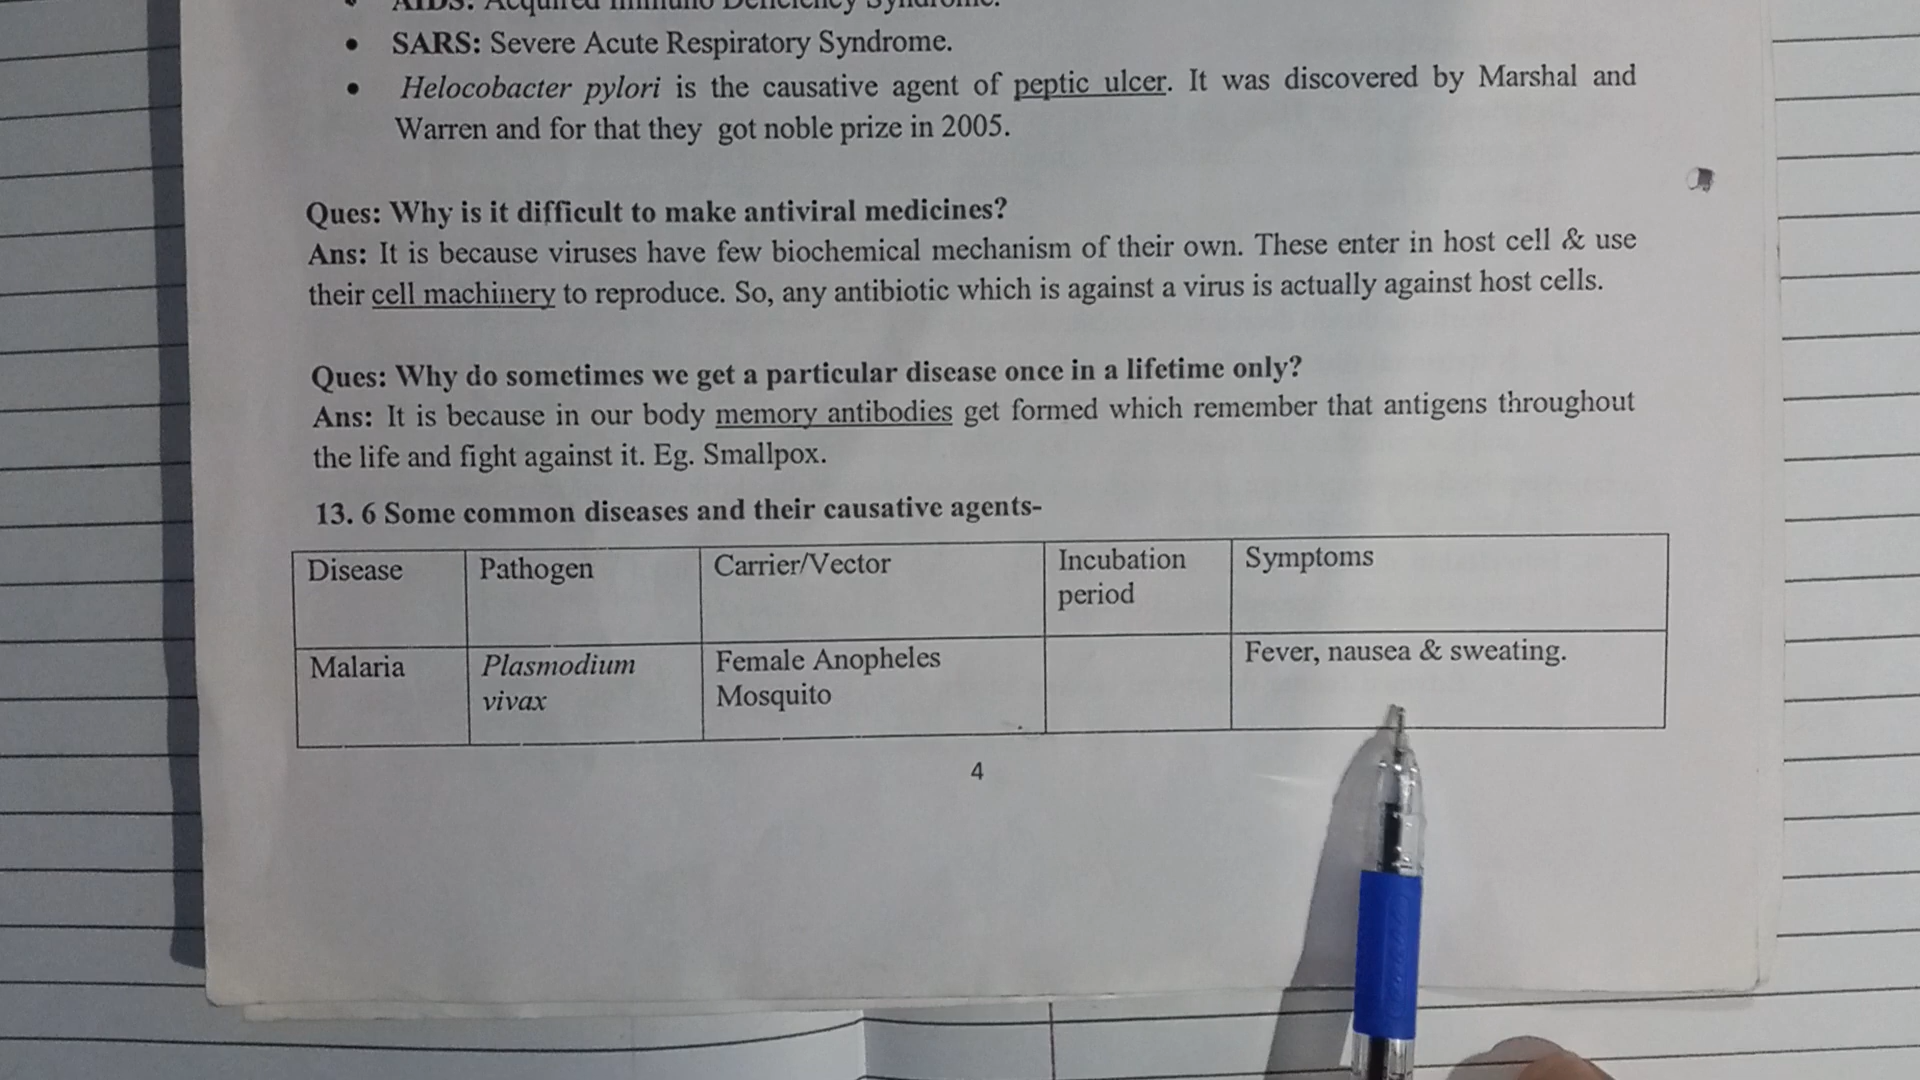 AIDS: Acquired Immuno Deficiency Syndrome.
• SARS: Severe Acute Respiratory Syndrome.
• Helocobacter pylori is the causative agent of peptic ulcer. It was discovered by Marshal and
Warren and for that they got noble prize in 2005.
Ques: Why is it difficult to make antiviral medicines?
Ans: It is because viruses have few biochemical mechanism of their own. These enter in host cell & use
their cell machinery to reproduce. So, any antibiotic which is against a virus is actually against host cells.
Ques: Why do sometimes we get a particular disease once in a lifetime only?
Ans: It is because in our body memory antibodies get formed which remember that antigens throughout
the life and fight against it. Eg. Smallpox.
13. 6 Some common diseases and their causative agents-
Disease Pathogen Carrier/Vector Incubation Symptoms
period
Malaria Plasmodium Female Anopheles Fever, nausea & sweating.
vivax Mosquito
4